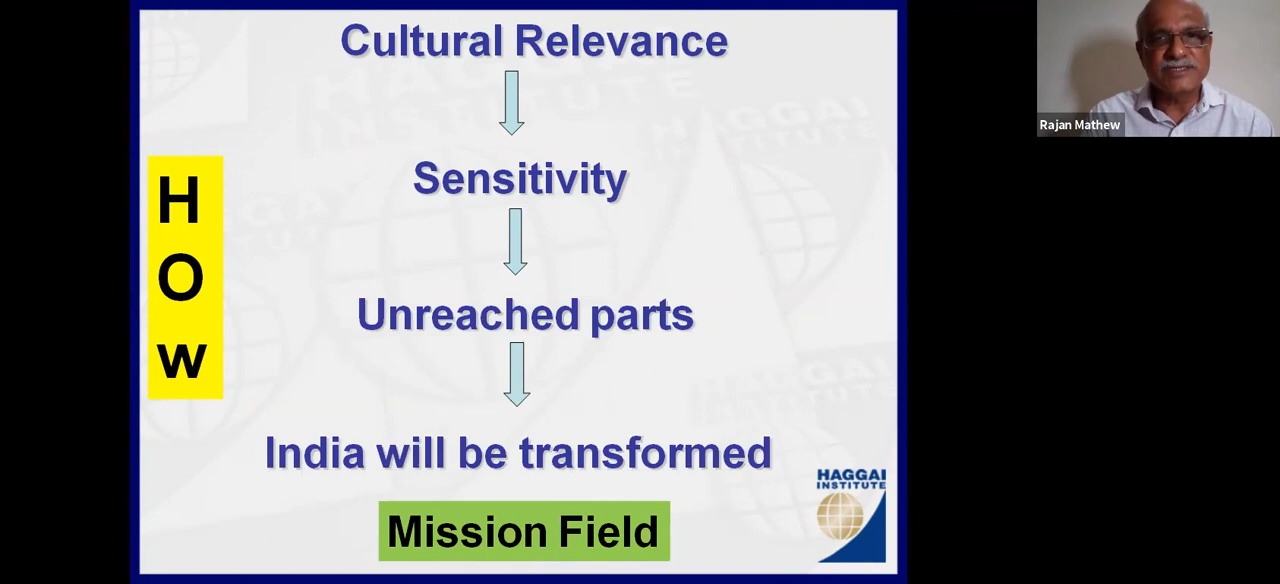 Cultural Relevance
Sensitivity
Unreached parts
India will be transformed
Mission Field
H
O
w
HAGGAI
INSTITUTE
Rajan Mathew